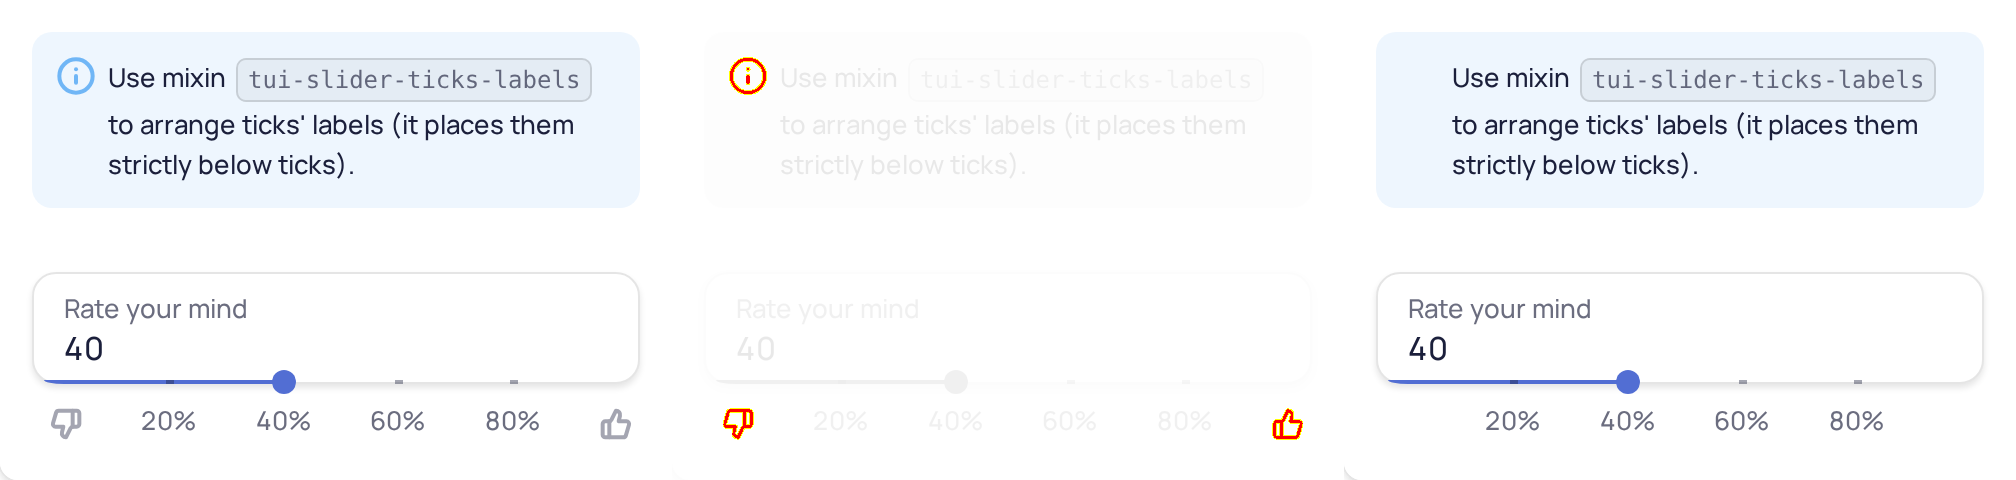 Use mixin tui-slider-ticks-labels
to arrange ticks' labels (it places them
strictly below ticks).
Rate your mind
40
20% 40% 60% 80%
Use mixin tui-slider-ticks-labels
to arrange ticks' labels (it places them
strictly below ticks).
Rate your mind
40
20% 40% 60% 80%
Use mixin tui-slider-ticks-labels
to arrange ticks' labels (it places them
strictly below ticks).
Rate your mind
40
20% 40% 60% 80%